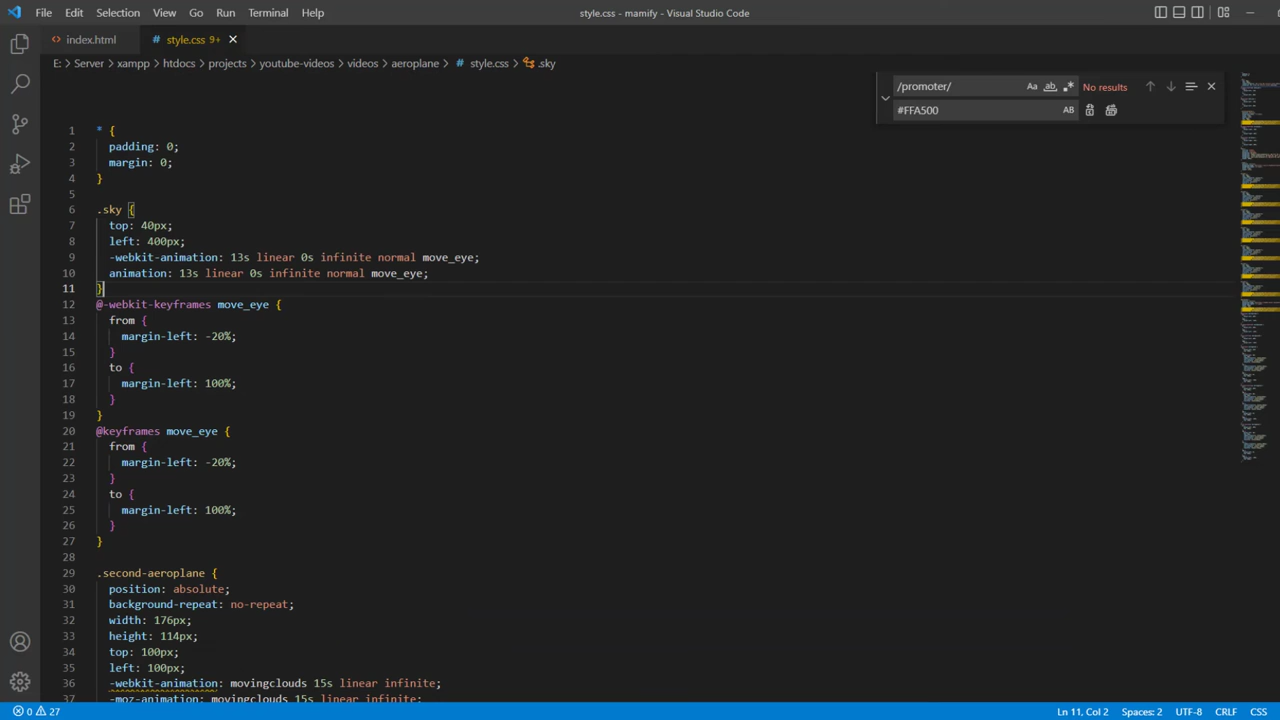 File Edit Selection View Go Run Terminal Help
style.css - mamify - Visual Studio Code
index.html
# style.css 9+
E: > Server > xampp > htdocs > projects > youtube-videos > videos > aeroplane > # style.css > .sky
/promoter/ Aa ab No results
#FFA500 AB
1 * {
2 padding: 0;
3 margin: 0;
4 }
5
6 .sky {
7 top: 40px;
8 left: 400px;
9 -webkit-animation: 13s linear 0s infinite normal move_eye;
10 animation: 13s linear 0s infinite normal move_eye;
11 }
12 @-webkit-keyframes move_eye {
13 from {
14 margin-left: -20%;
15 }
16 to {
17 margin-left: 100%;
18 }
19 }
20 @keyframes move_eye {
21 from {
22 margin-left: -20%;
23 }
24 to {
25 margin-left: 100%;
26 }
27 }
28
29 .second-aeroplane {
30 position: absolute;
31 background-repeat: no-repeat;
32 width: 176px;
33 height: 114px;
34 top: 100px;
35 left: 100px;
36 -webkit-animation: movingclouds 15s linear infinite;
37 -moz-animation: movingclouds 15s linear infinite;
0 27
Ln 11, Col 2 Spaces: 2 UTF-8 CRLF CSS